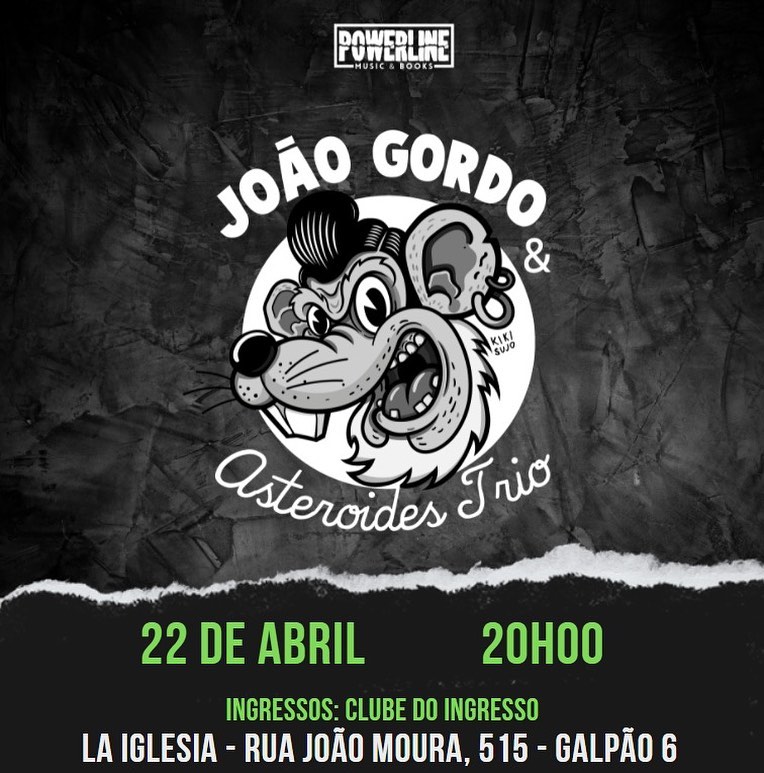 POWERLINE
MUSIC & BOOKS
JOÃO GORDO
&
KIKI
SUJO
Asteroides Trio
22 DE ABRIL
20H00
INGRESSOS: CLUBE DO INGRESSO
LA IGLESIA - RUA JOÃO MOURA, 515 - GALPÃO 6